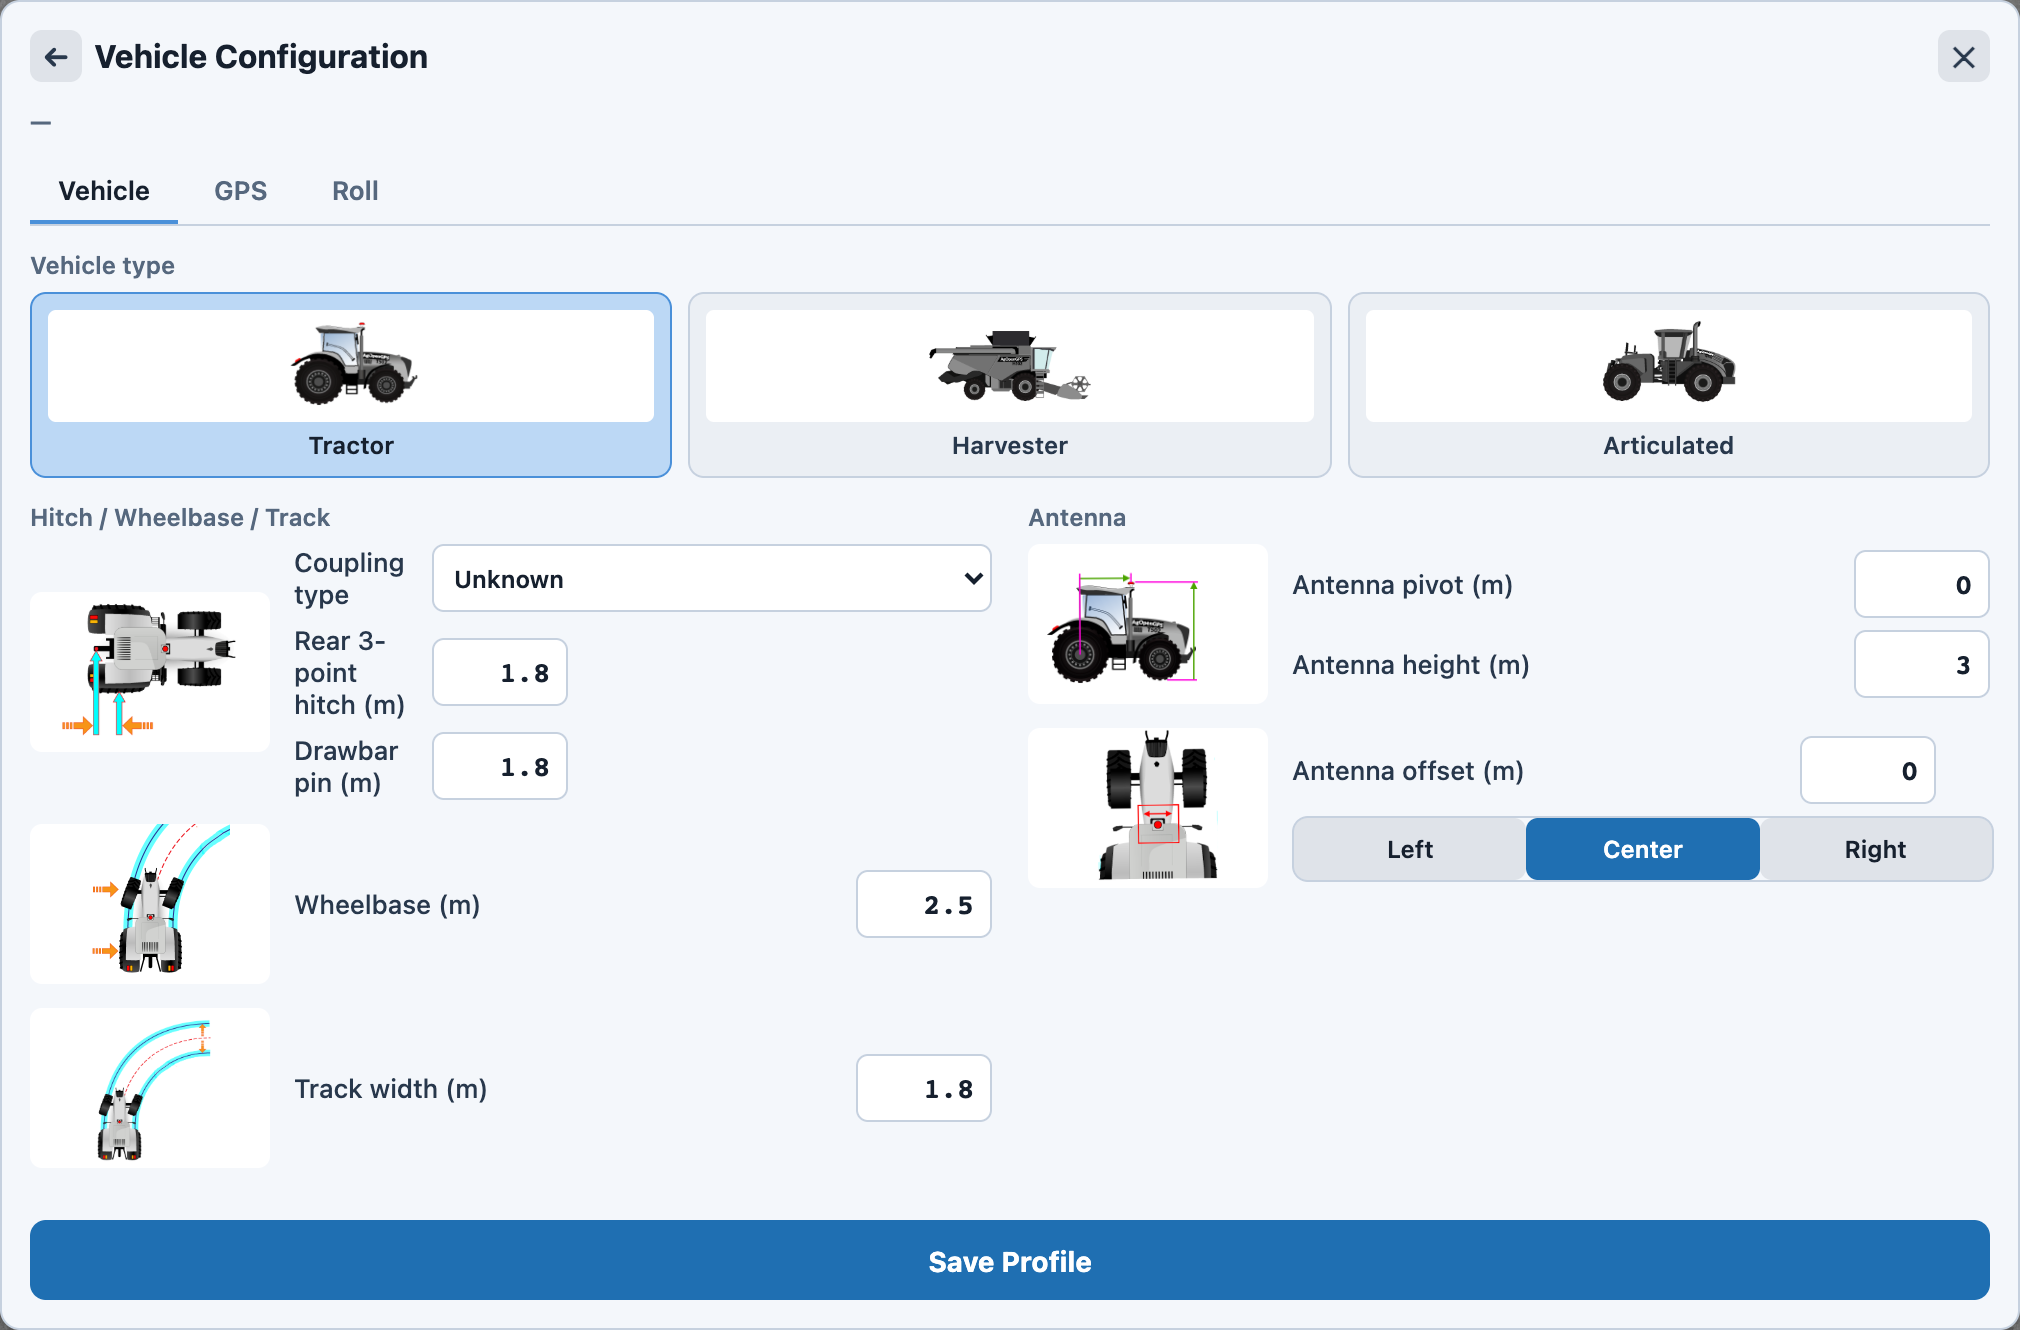 Vehicle Configuration
–
Vehicle GPS Roll
Vehicle type
Tractor
Harvester
Articulated
Hitch / Wheelbase / Track
Coupling type
Unknown
Rear 3-point hitch (m)
1.8
Drawbar pin (m)
1.8
Wheelbase (m)
2.5
Track width (m)
1.8
Antenna
Antenna pivot (m)
0
Antenna height (m)
3
Antenna offset (m)
0
Left Center Right
Save Profile